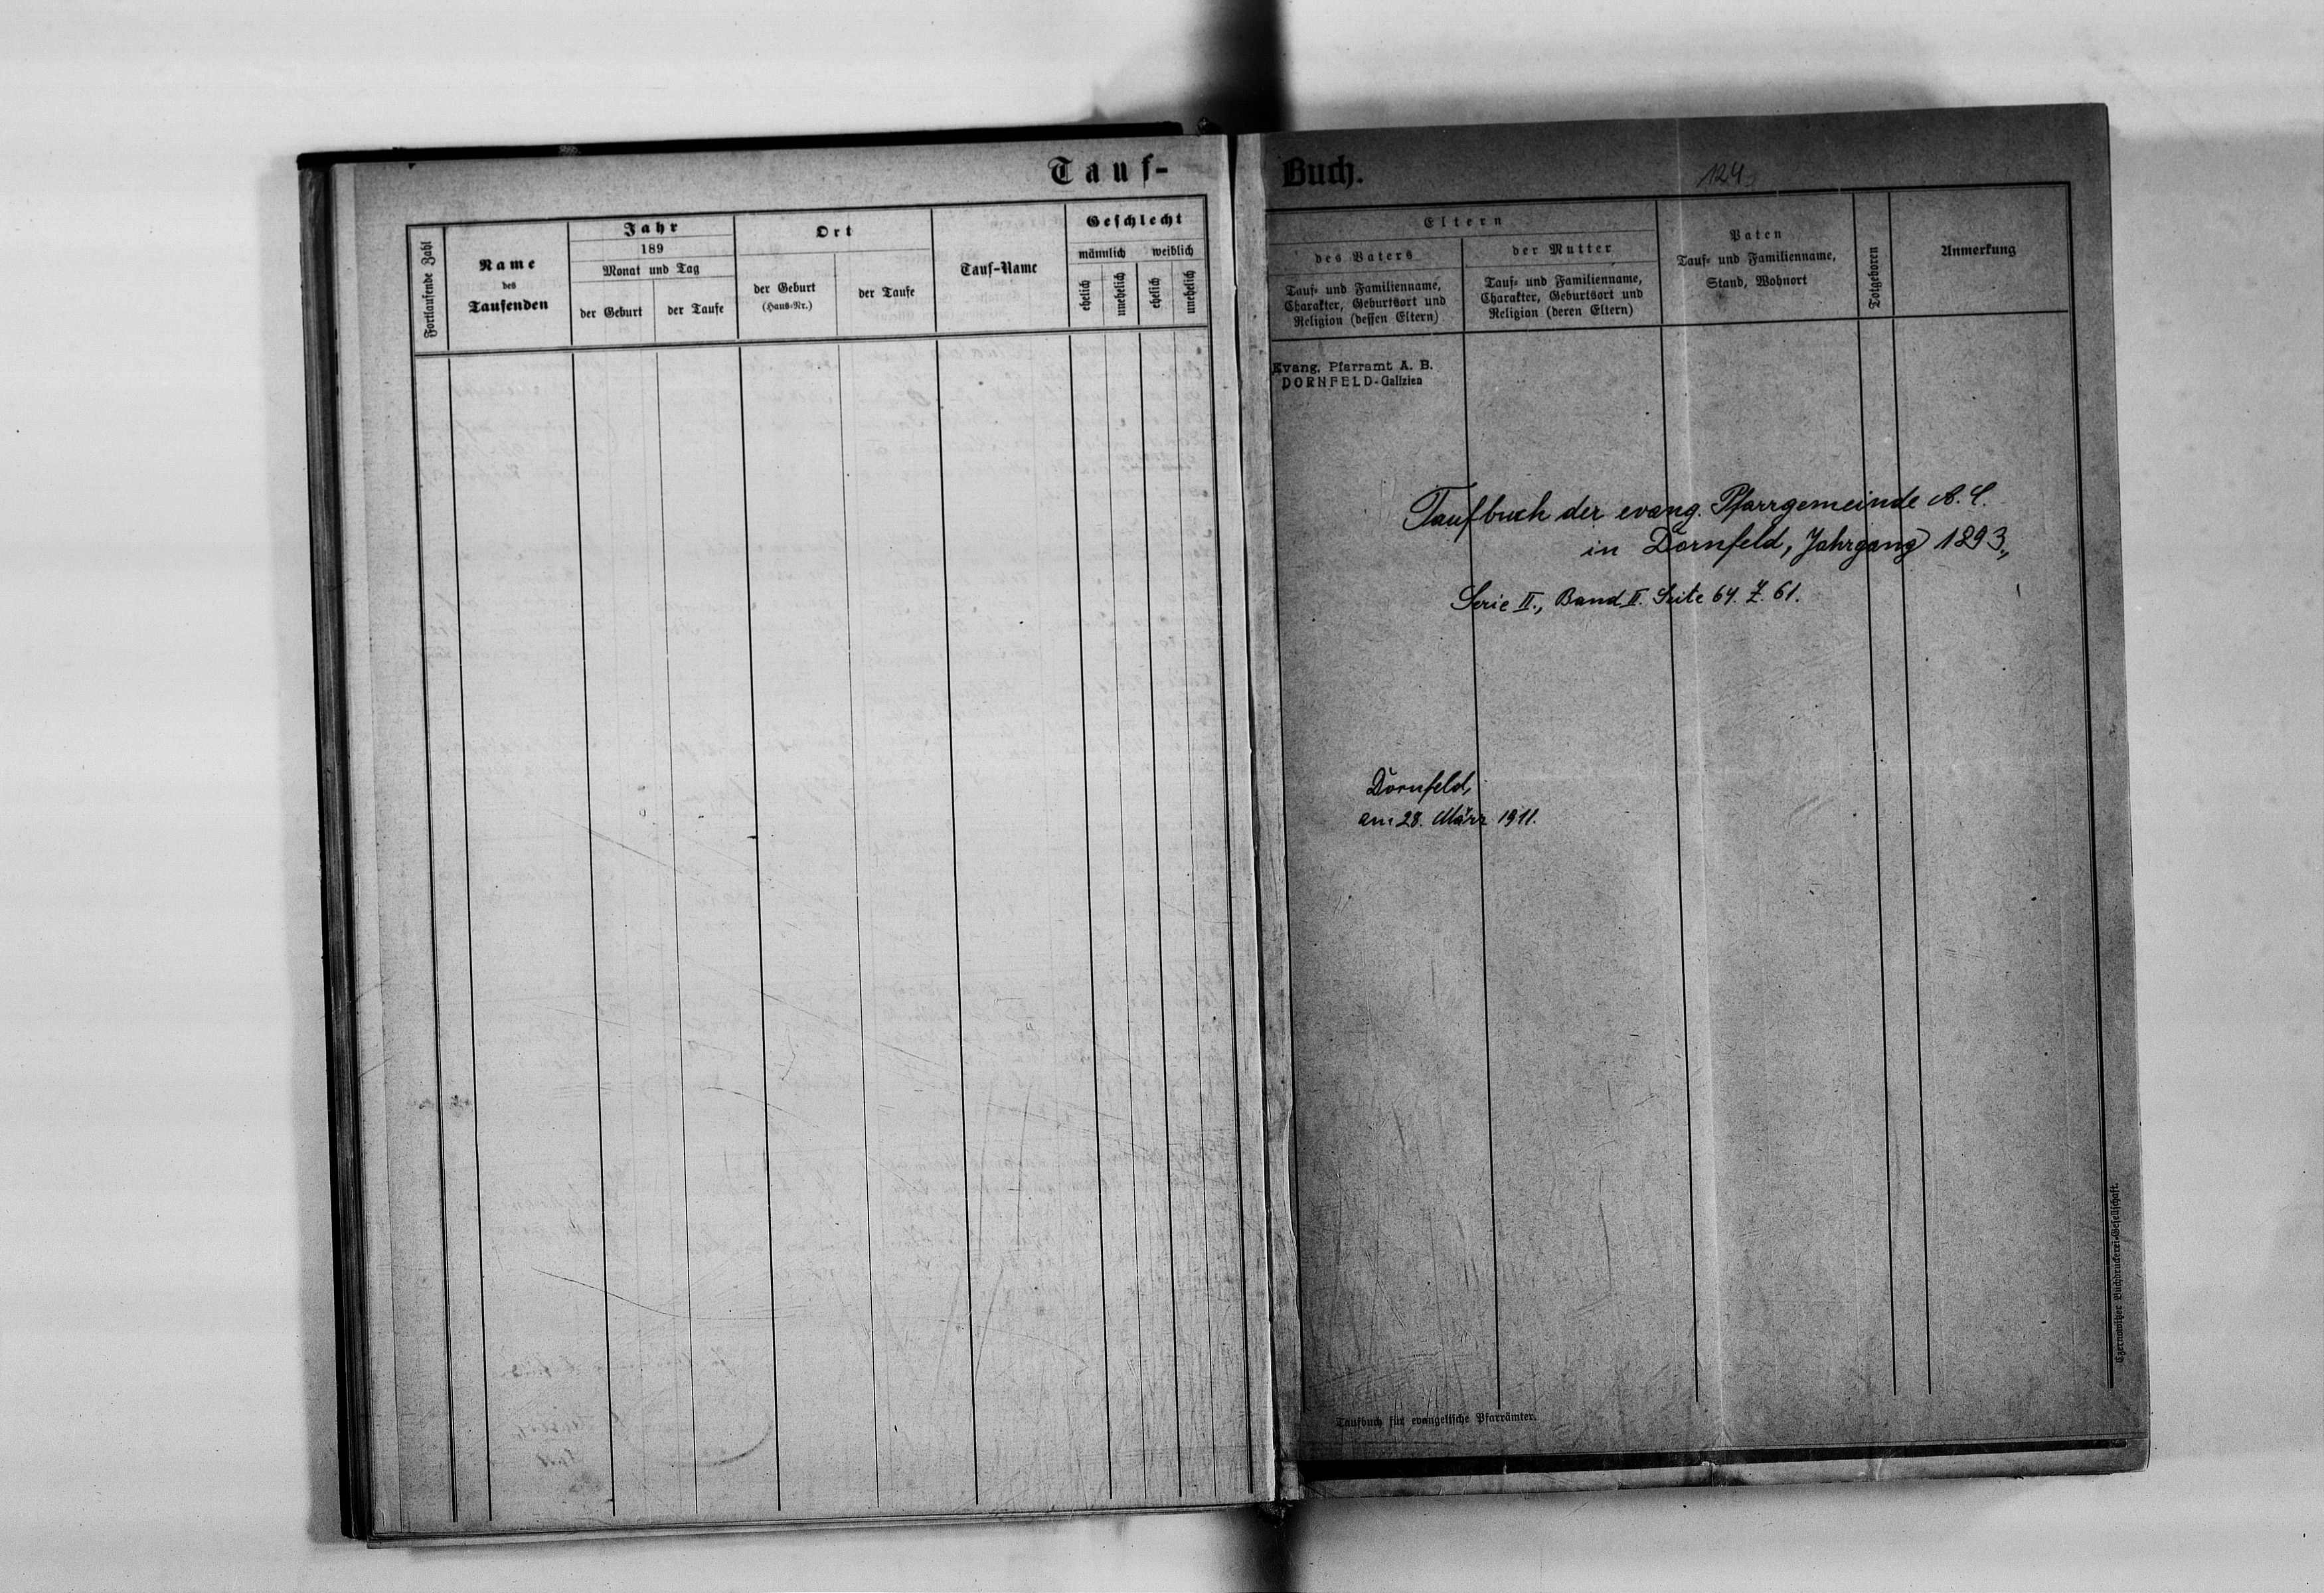 Tauf-
Fortlaufende Zahl
Name
des
Taufenden
Jahr
189
Monat und Tag
der Geburt
der Taufe
Ort
der Geburt
(Haus-Nr.)
der Taufe
Tauf-Name
Geschlecht
männlich
weiblich
ehelich
unehelich
ehelich
unehelich
Buch.
124
Eltern
des Vaters
Tauf- und Familienname,
Charakter, Geburtsort und
Religion (dessen Eltern)
der Mutter
Tauf- und Familienname,
Charakter, Geburtsort und
Religion (deren Eltern)
Paten
Tauf- und Familienname,
Stand, Wohnort
Totgeboren
Anmerkung
Evang. Pfarramt A. B.
DORNFELD-Galizien
Taufbuch der evang. Pfarrgemeinde A. C.
in Dornfeld, Jahrgang 1893,,
Serie II., Band II. Seite 64. Z. 61.
Dornfeld,
am 28. März 1911.
Taufbuch für evangelische Pfarrämter.
Czernowitzer Buchdruckerei-Gesellschaft.